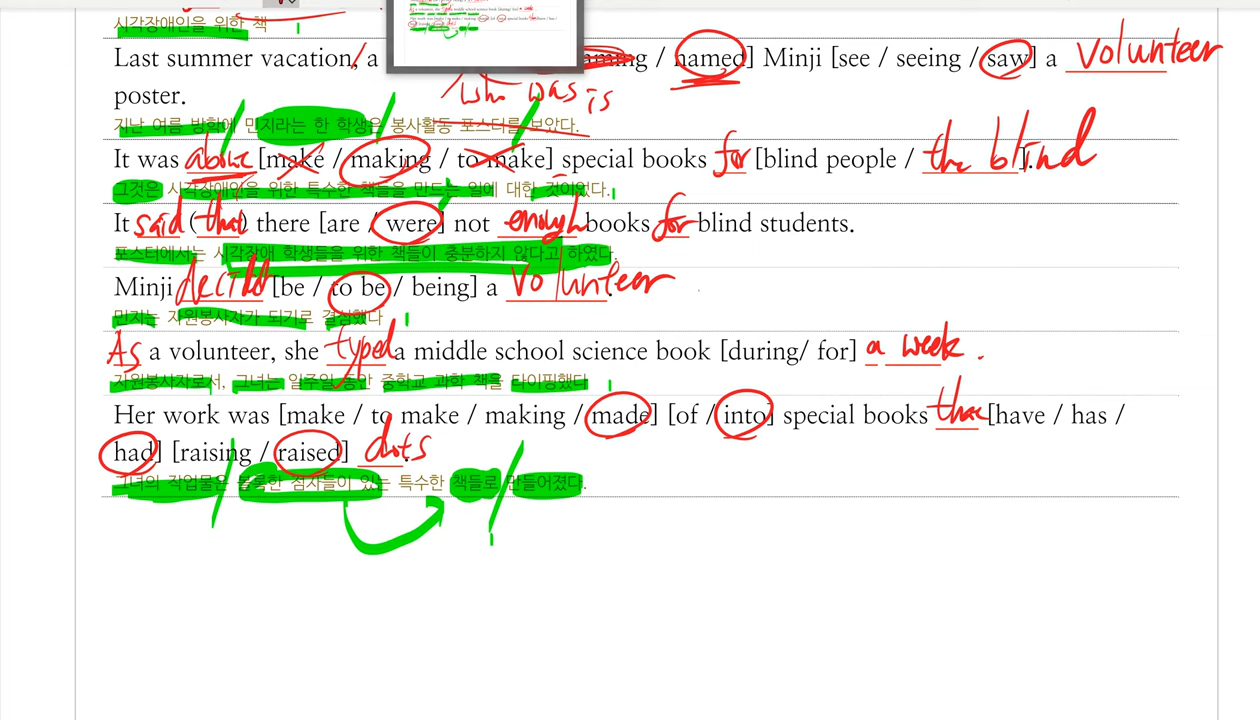 시각장애인을 위한 책
Last summer vacation, a / named] Minji [see / seeing / saw] a volunteer
who was is
poster.
지난 여름 방학에 민지라는 한 학생은 봉사활동 포스터를 보았다.
It was about [make / making / to make] special books for [blind people / the blind].
그것은 시각장애인을 위한 특수한 책들을 만드는 일에 대한 것이었다.
It said (that) there [are / were] not enough books for blind students.
포스터에서는 시각장애 학생들을 위한 책들이 충분하지 않다고 하였다.
Minji decided [be / to be / being] a volunteer.
민지는 자원봉사자가 되기로 결심했다
As a volunteer, she typed a middle school science book [during/ for] a week.
자원봉사자로서, 그녀는 일주일 동안 중학교 과학 책을 타이핑했다
Her work was [make / to make / making / made] [of / into] special books that [have / has /
had] [raising / raised] dots.
그녀의 작업물은 볼록한 점자들이 있는 특수한 책들로 만들어졌다.